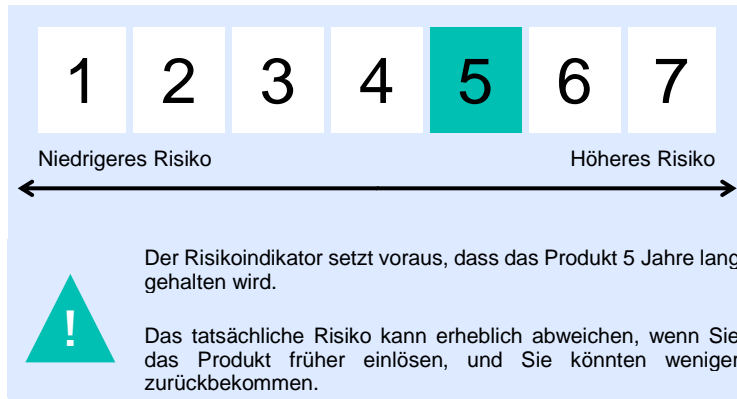 1 2 3 4 5 6 7
Niedrigeres Risiko Höheres Risiko
Der Risikoindikator setzt voraus, dass das Produkt 5 Jahre lang
gehalten wird.
!
Das tatsächliche Risiko kann erheblich abweichen, wenn Sie
das Produkt früher einlösen, und Sie könnten weniger
zurückbekommen.